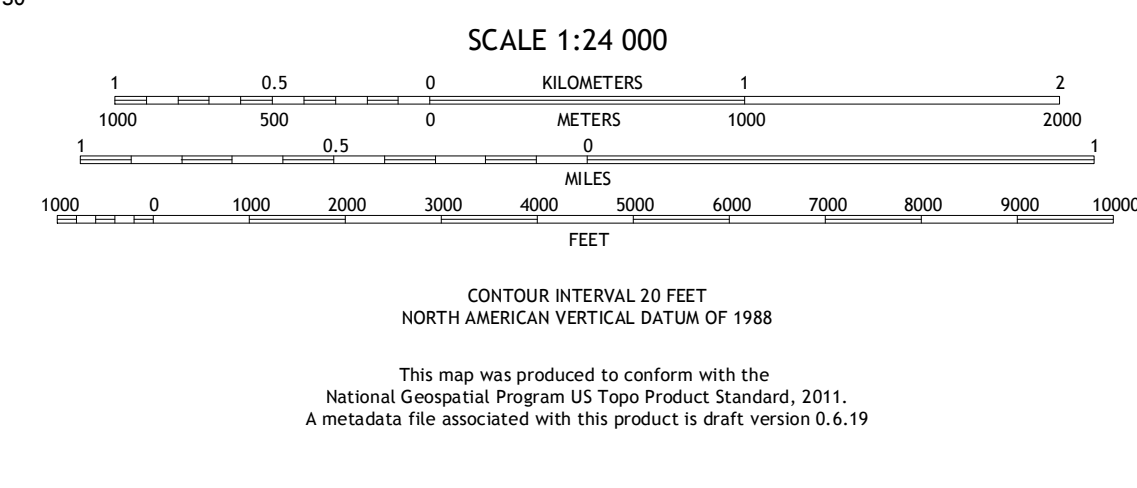 SCALE 1:24 000
1 0.5 0 KILOMETERS 1 2
1000 500 0 METERS 1000 2000
1 0.5 0 1
MILES
1000 0 1000 2000 3000 4000 5000 6000 7000 8000 9000 10000
FEET
CONTOUR INTERVAL 20 FEET
NORTH AMERICAN VERTICAL DATUM OF 1988
This map was produced to conform with the
National Geospatial Program US Topo Product Standard, 2011.
A metadata file associated with this product is draft version 0.6.19